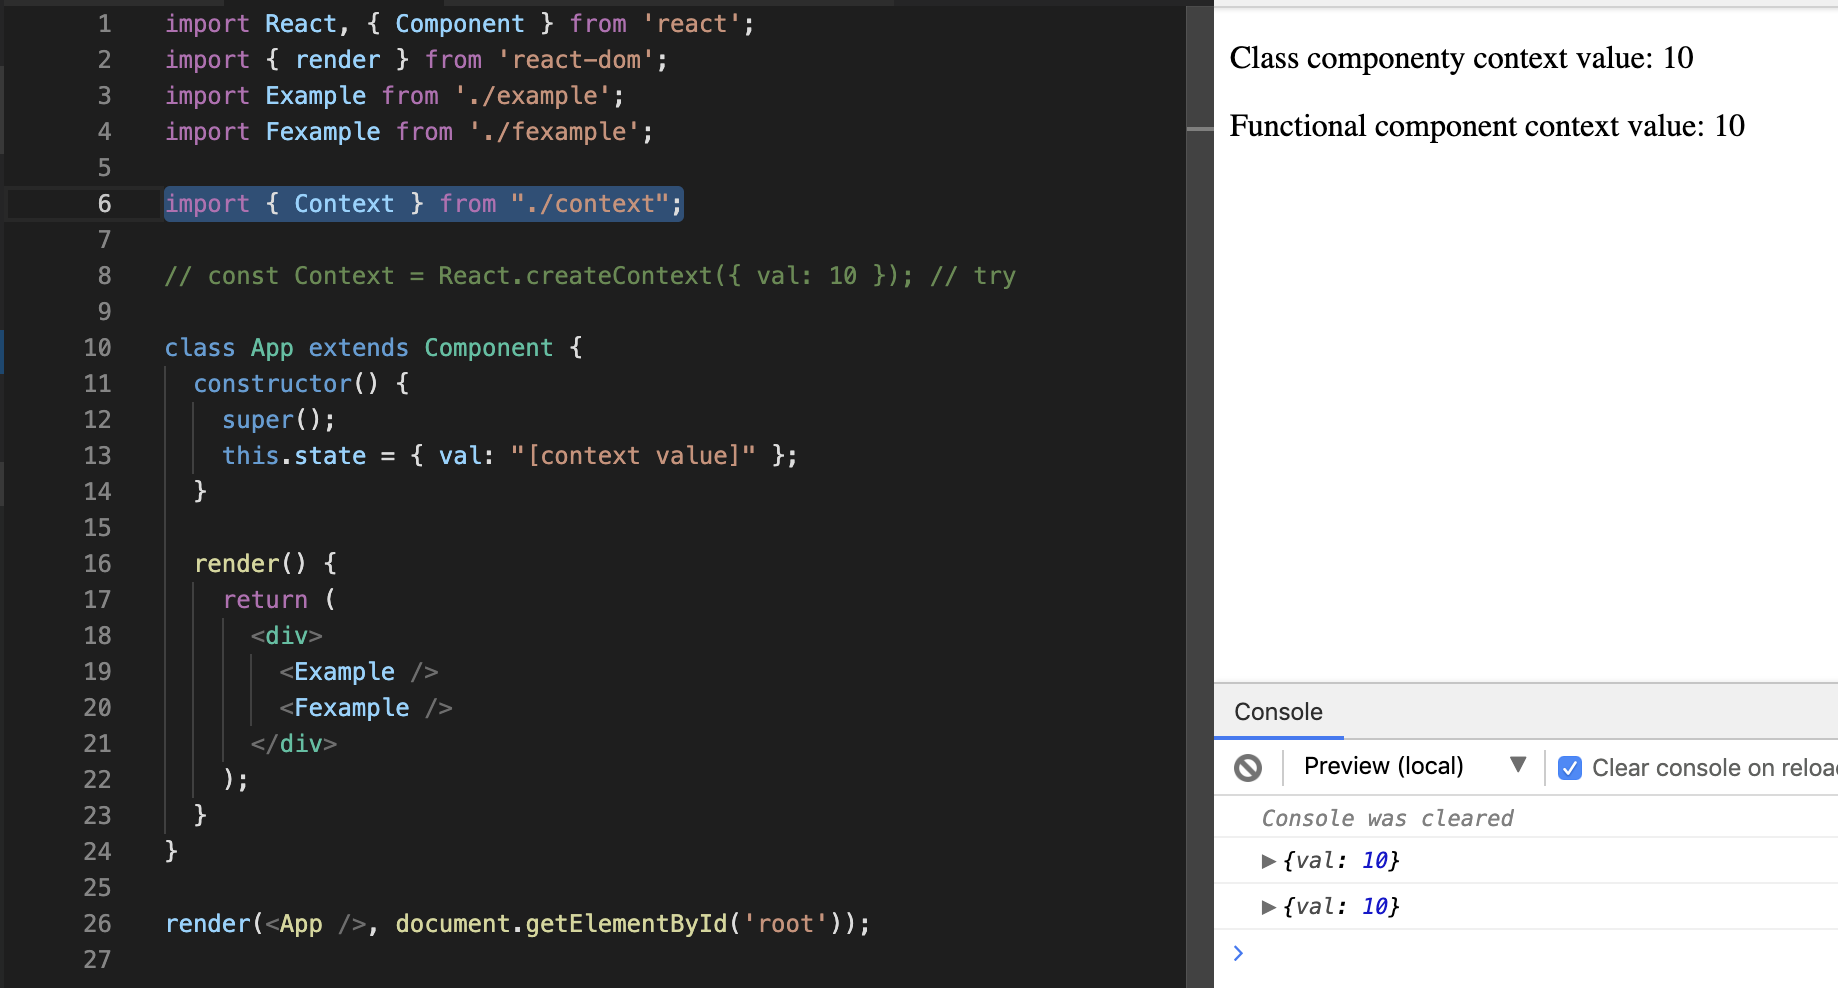 1 import React, { Component } from 'react';
2 import { render } from 'react-dom';
3 import Example from './example';
4 import Fexample from './fexample';
5
6 import { Context } from "./context";
7
8 // const Context = React.createContext({ val: 10 }); // try
9
10 class App extends Component {
11   constructor() {
12     super();
13     this.state = { val: "[context value]" };
14   }
15
16   render() {
17     return (
18       <div>
19         <Example />
20         <Fexample />
21       </div>
22     );
23   }
24 }
25
26 render(<App />, document.getElementById('root'));
27
Class componenty context value: 10
Functional component context value: 10
Console
Preview (local) ▼ Clear console on reloa
Console was cleared
▶ {val: 10}
▶ {val: 10}
>